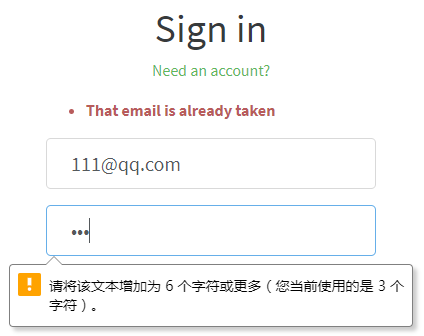 Sign in
Need an account?
• That email is already taken
111@qq.com
•••
请将该文本增加为 6 个字符或更多（您当前使用的是 3 个
字符）。